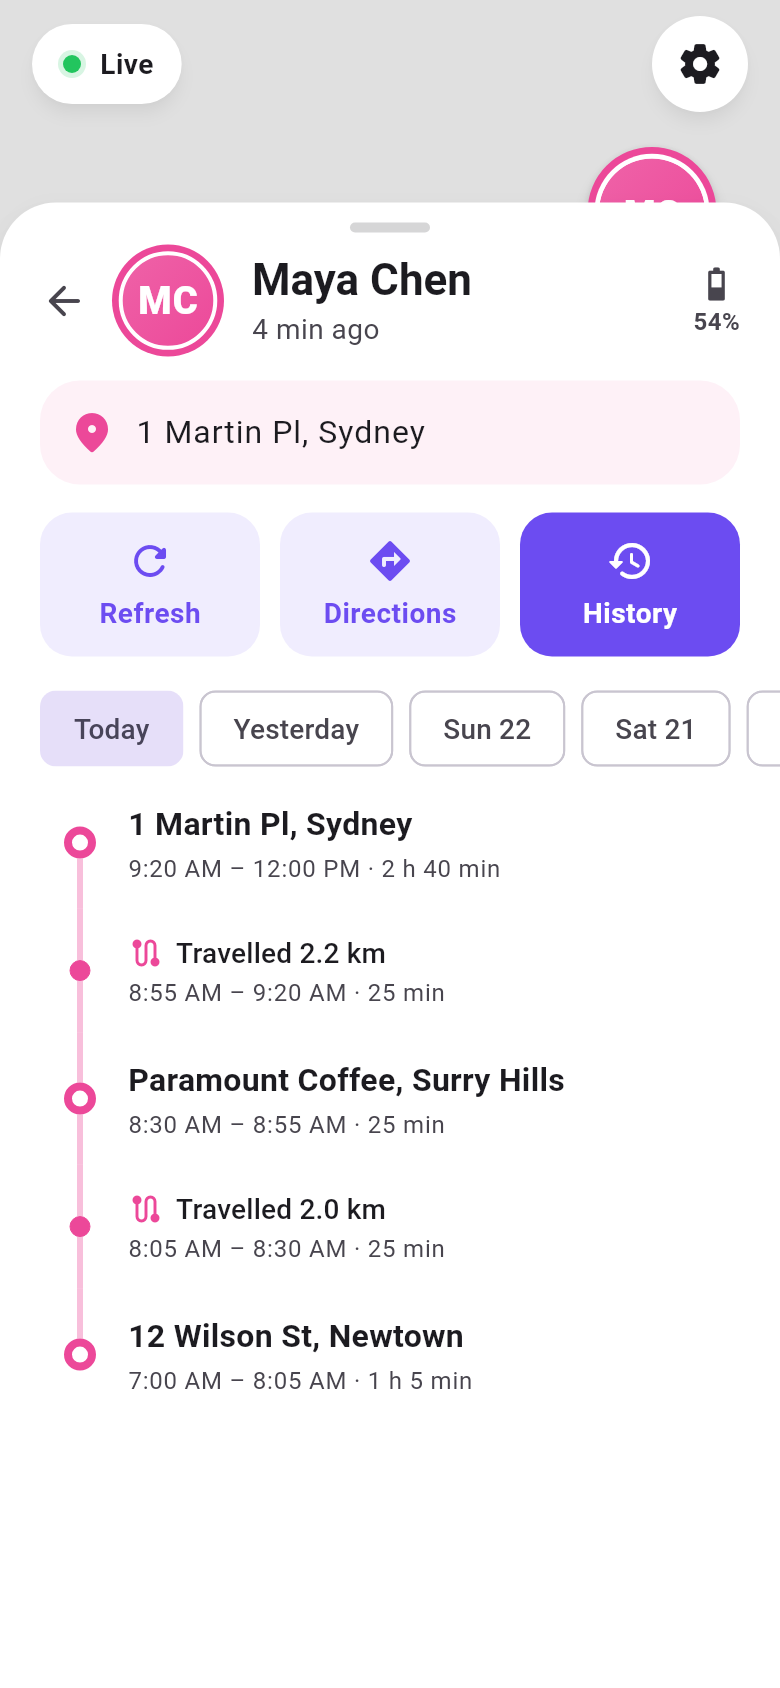 Live
MC
Maya Chen
4 min ago
54%
1 Martin Pl, Sydney
Refresh
Directions
History
Today
Yesterday
Sun 22
Sat 21
1 Martin Pl, Sydney
9:20 AM – 12:00 PM · 2 h 40 min
Travelled 2.2 km
8:55 AM – 9:20 AM · 25 min
Paramount Coffee, Surry Hills
8:30 AM – 8:55 AM · 25 min
Travelled 2.0 km
8:05 AM – 8:30 AM · 25 min
12 Wilson St, Newtown
7:00 AM – 8:05 AM · 1 h 5 min